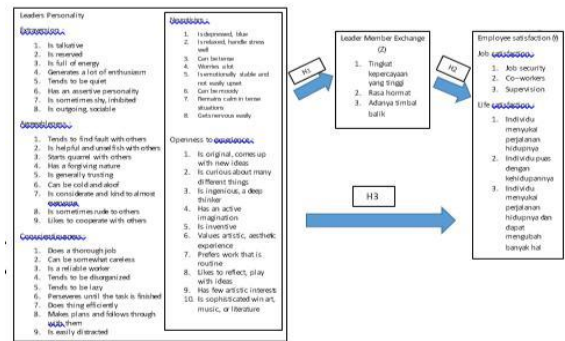 Leaders Personality
Extraversion
1. Is talkative
2. Is reserved
3. Is full of energy
4. Generates a lot of enthusiasm
5. Tends to be quiet
6. Has an assertive personality
7. Is sometimes shy, inhibited
8. Is outgoing, sociable
Agreeableness
1. Tends to find fault with others
2. Is helpful and unselfish with others
3. Starts quarrel with others
4. Has a forgiving nature
5. Is generally trusting
6. Can be cold and aloof
7. Is considerate and kind to almost
everyone
8. Is sometimes rude to others
9. Likes to cooperate with others
Conscientiousness
1. Does a thorough job
2. Can be somewhat careless
3. Is a reliable worker
4. Tends to be disorganized
5. Tends to be lazy
6. Perseveres until the task is finished
7. Does thing efficiently
8. Makes plans and follows through
with them
9. Is easily distracted
1. Is depressed, blue
2. Is relaxed, handle stress
well
3. Can be tense
4. Worries a lot
5. Is emotionally stable and
not easily upset
6. Can be moody
7. Remains calm in tense
situations
8. Gets nervous easily
Openness to experience
1. Is original, comes up
with new ideas
2. Is curious about many
different things
3. Is ingenious, a deep
thinker
4. Has an active
imagination
5. Is inventive
6. Values artistic, aesthetic
experience
7. Prefers work that is
routine
8. Likes to reflect, play
with ideas
9. Has few artistic interests
10. Is sophisticated win art,
music, or literature
H1
Leader Member Exchange
(Z)
1. Tingkat
kepercayaan
yang tinggi
2. Rasa hormat
3. Adanya timbal
balik
H2
H3
Employee satisfaction (Y)
Job satisfaction
1. Job security
2. Co-workers
3. Supervision
Life satisfaction
1. Individu
menyukai
perjalanan
hidupnya
2. Individu puas
dengan
kehidupannya
3. Individu
menyukai
perjalanan
hidupnya dan
dapat
mengubah
banyak hal